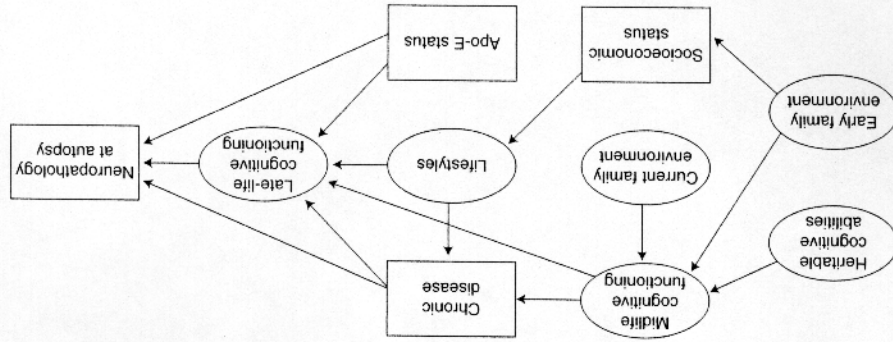 Midlife
cognitive
functioning
Chronic
disease
Heritable
cognitive
abilities
Current family
environment
Lifestyles
Late-life
cognitive
functioning
Neuropathology
at autopsy
Early family
environment
Socioeconomic
status
Apo-E status